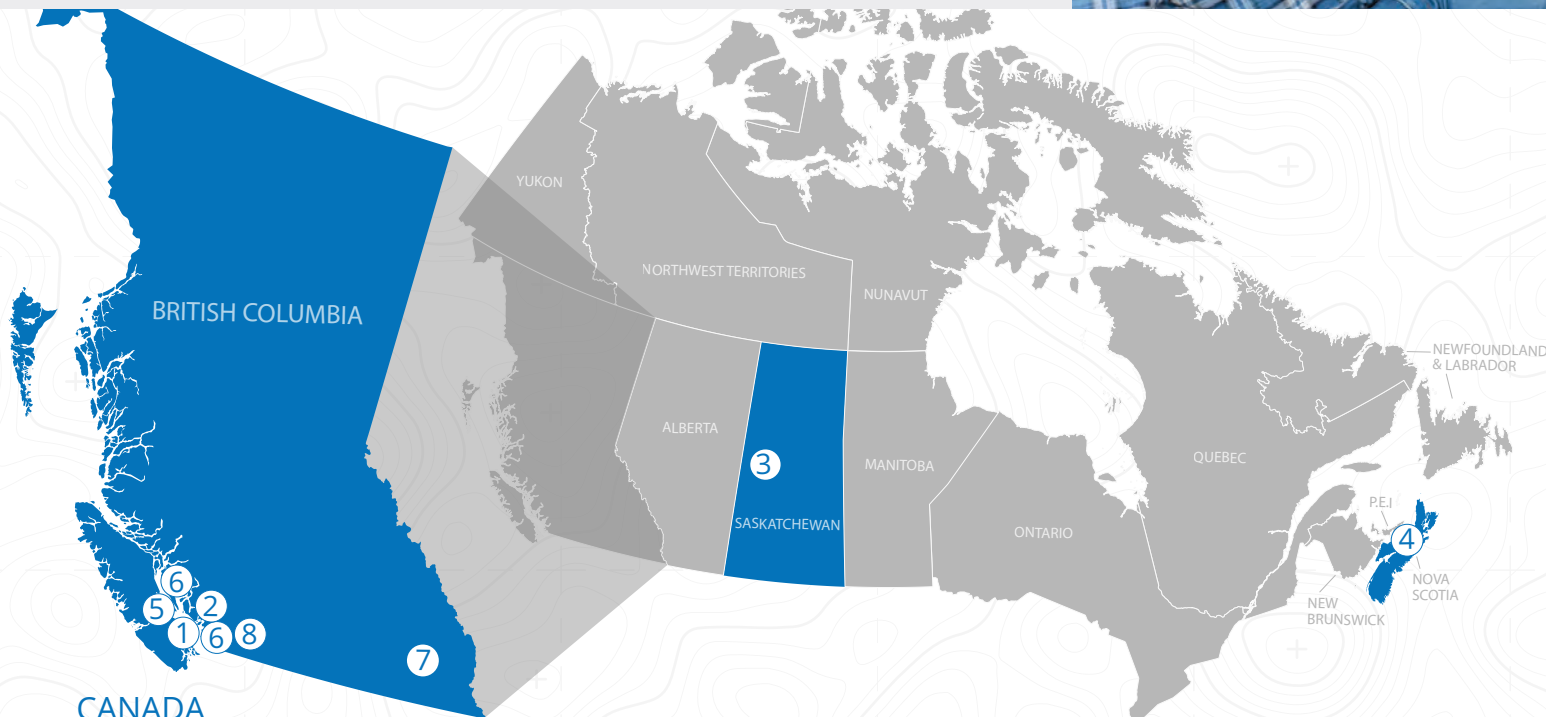 YUKON
NORTHWEST TERRITORIES
NUNAVUT
BRITISH COLUMBIA
NEWFOUNDLAND
& LABRADOR
ALBERTA
3
MANITOBA
QUEBEC
SASKATCHEWAN
ONTARIO
P.E.I
4
NOVA
SCOTIA
NEW
BRUNSWICK
6
5
2
1
6
8
7
CANADA